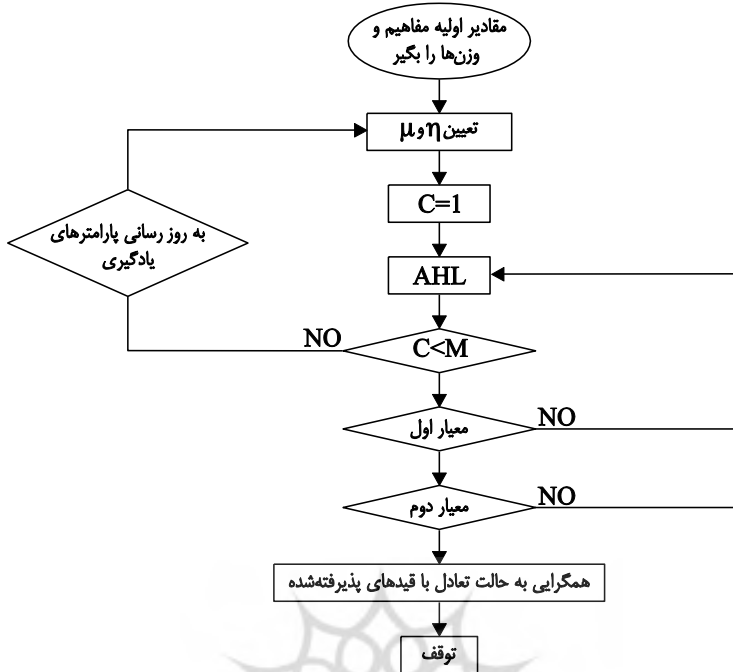 مقادیر اولیه مفاهیم و
وزن‌ها را بگیر
تعیین η و μ
C=1
به روز رسانی پارامترهای
یادگیری
AHL
NO
C<M
معیار اول
NO
معیار دوم
NO
همگرایی به حالت تعادل با قیدهای پذیرفته‌شده
توقف